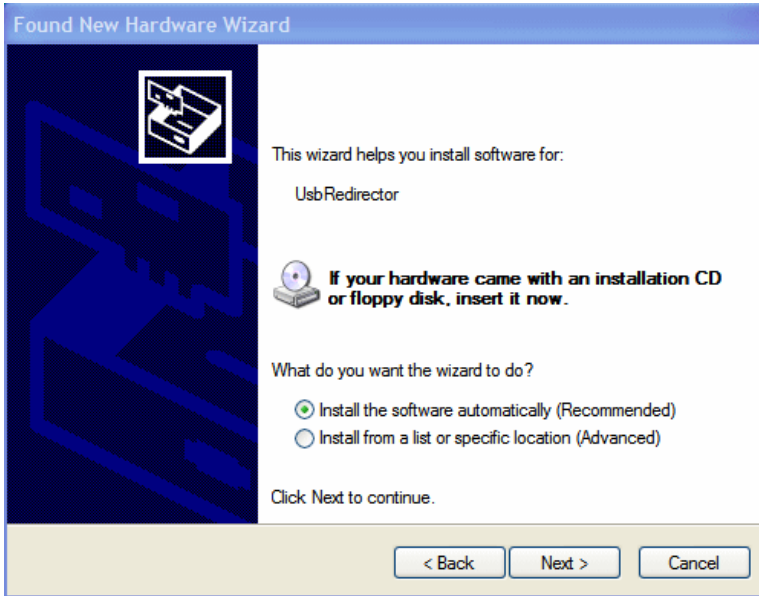 Found New Hardware Wizard
This wizard helps you install software for:
UsbRedirector
If your hardware came with an installation CD
or floppy disk, insert it now.
What do you want the wizard to do?
Install the software automatically (Recommended)
Install from a list or specific location (Advanced)
Click Next to continue.
< Back Next > Cancel